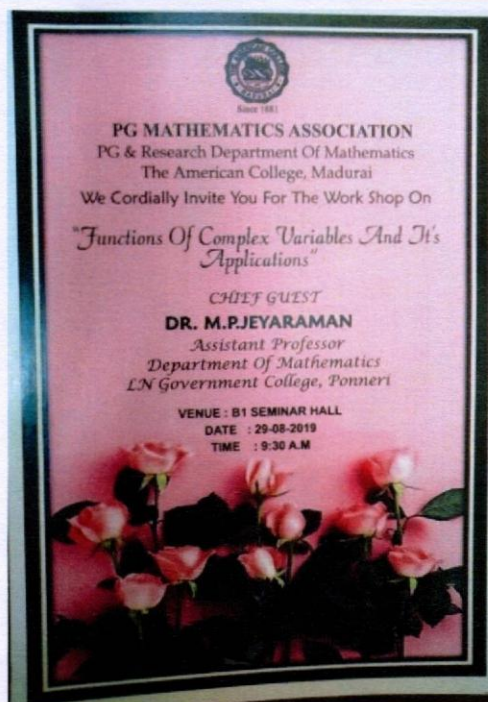 Since 1881
PG MATHEMATICS ASSOCIATION
PG & Research Department Of Mathematics
The American College, Madurai
We Cordially Invite You For The Work Shop On
"Functions Of Complex Variables And It's
Applications"
CHIEF GUEST
DR. M.P.JEYARAMAN
Assistant Professor
Department Of Mathematics
LN Government College, Ponneri
VENUE : B1 SEMINAR HALL
DATE : 29-08-2019
TIME : 9:30 A.M